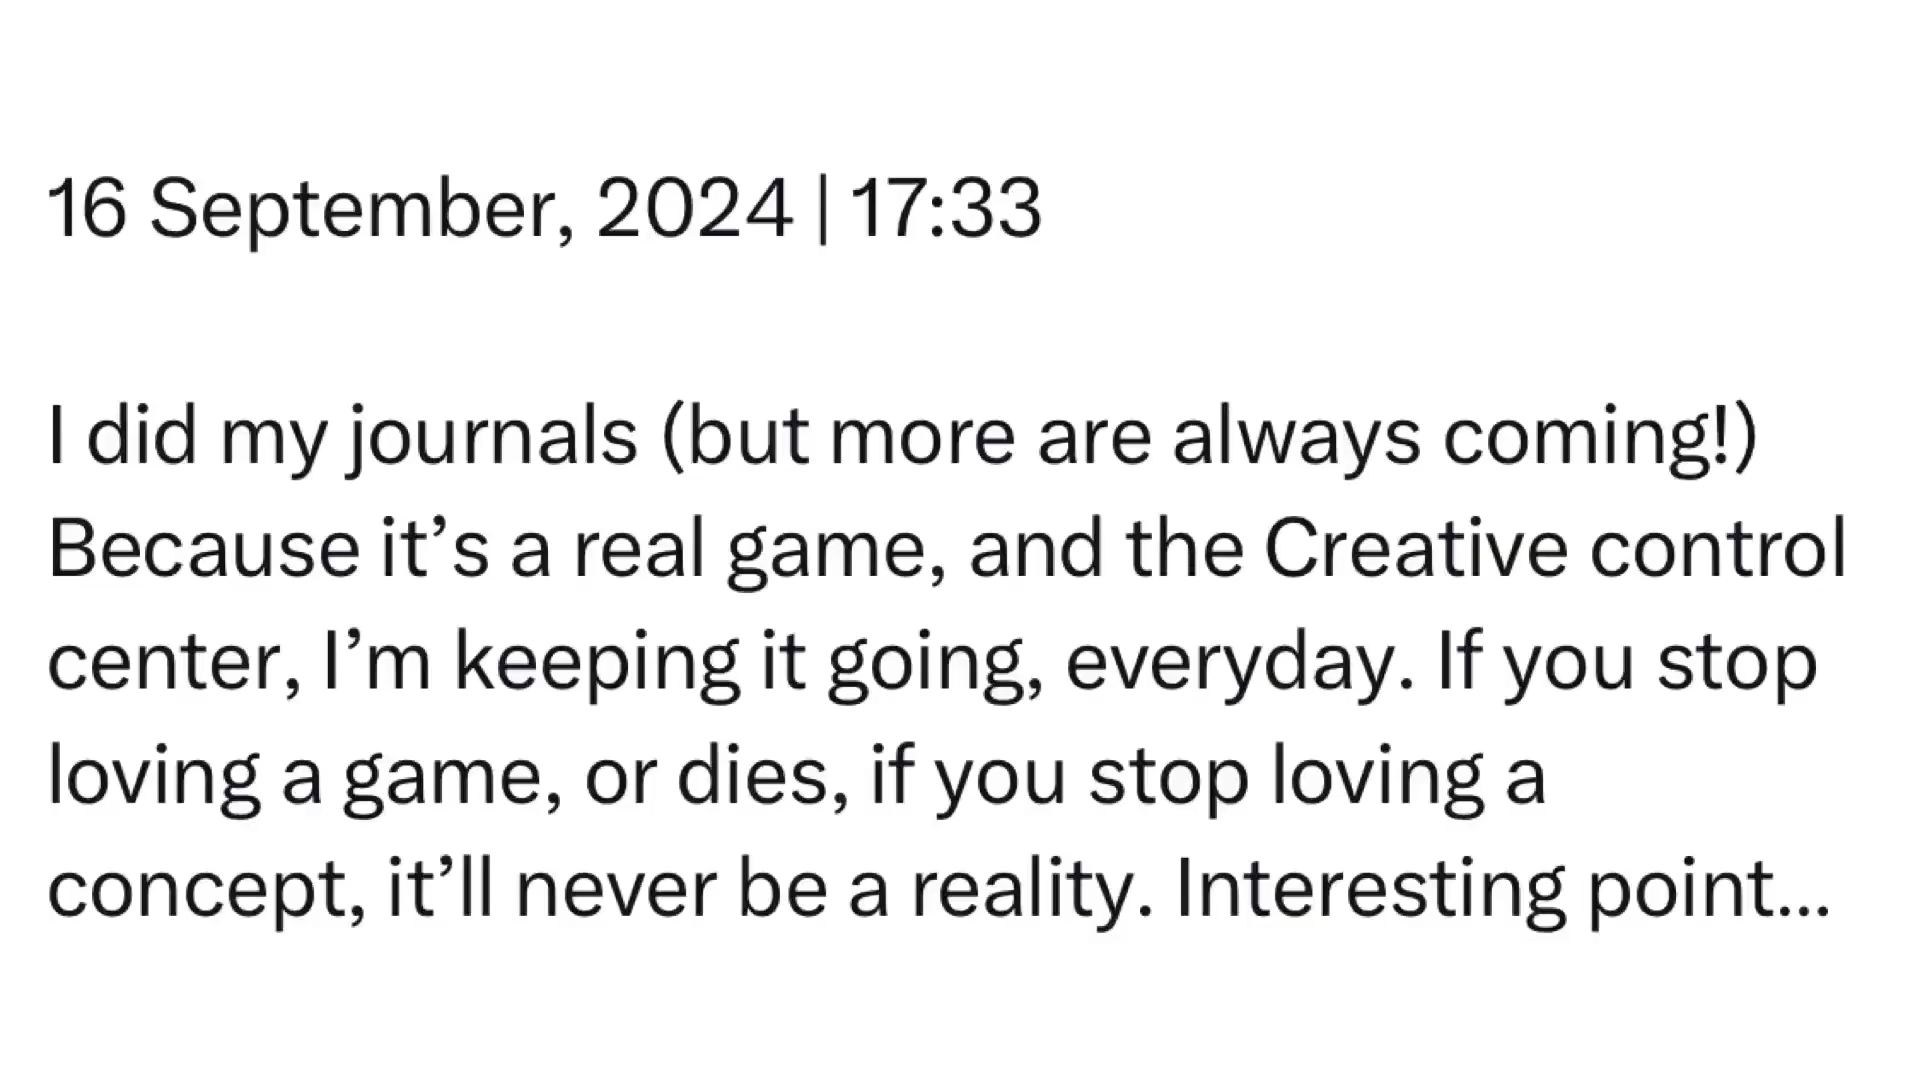 16 September, 2024 | 17:33
I did my journals (but more are always coming!)
Because it’s a real game, and the Creative control
center, I’m keeping it going, everyday. If you stop
loving a game, or dies, if you stop loving a
concept, it’ll never be a reality. Interesting point...